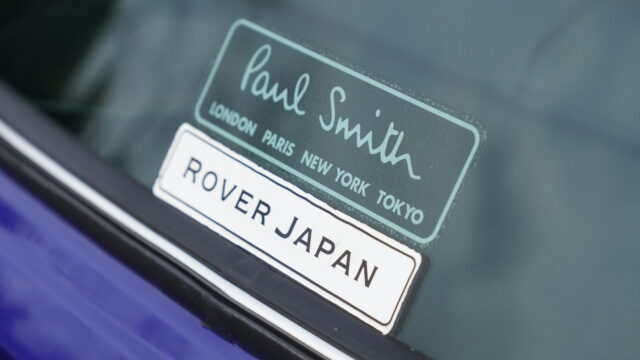 Paul Smith
LONDON PARIS NEW YORK TOKYO
ROVER JAPAN